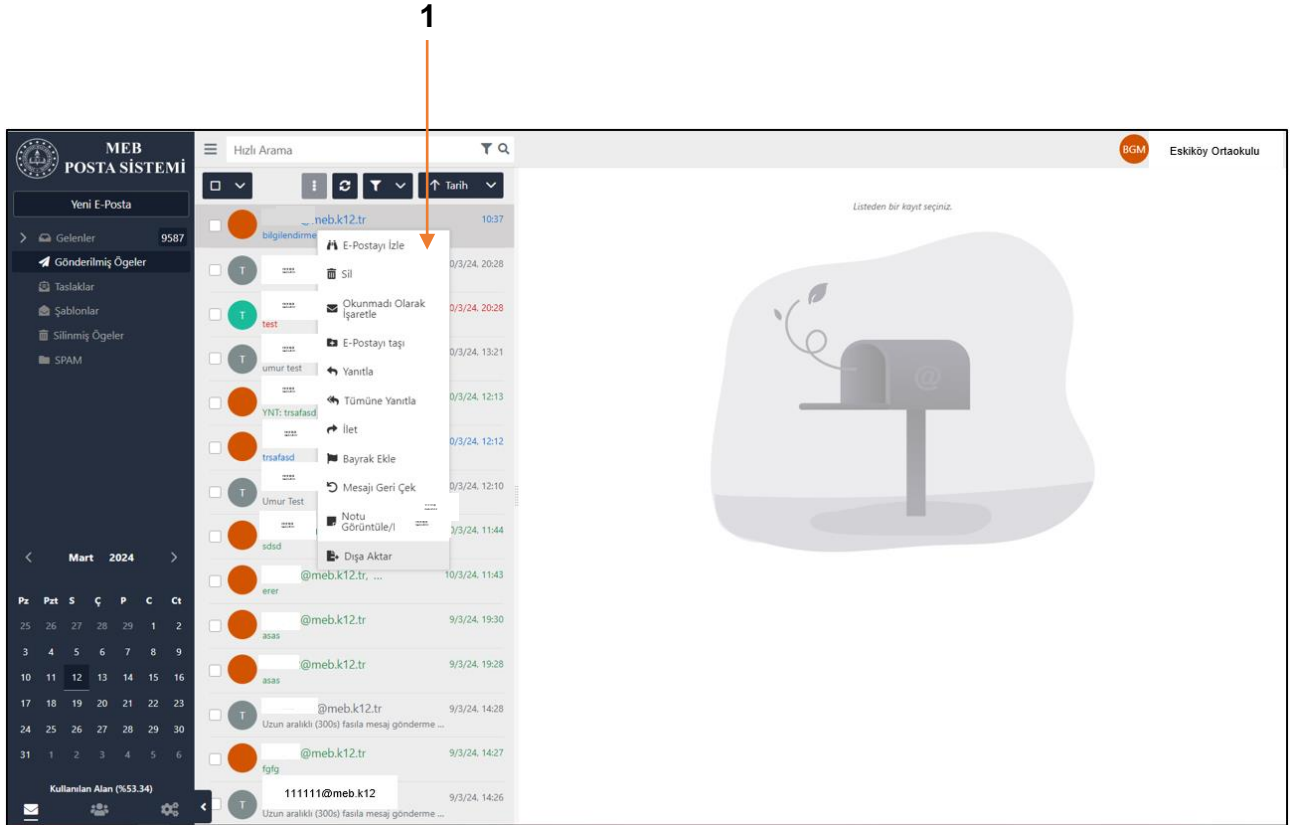 1
MEB
POSTA SİSTEMİ
Hızlı Arama
BGM
Eskiköy Ortaokulu
Yeni E-Posta
Gelenler 9587
Gönderilmiş Ögeler
Taslaklar
Şablonlar
Silinmiş Ögeler
SPAM
Mart 2024
Pz Pzt S Ç P C Ct
25 26 27 28 29 1 2
3 4 5 6 7 8 9
10 11 12 13 14 15 16
17 18 19 20 21 22 23
24 25 26 27 28 29 30
31 1 2 3 4 5 6
Kullanılan Alan (%53.34)
Tarih
meb.k12.tr 10:37
bilgilendirme
T 0/3/24, 20:28
T 0/3/24, 20:28
test
T 0/3/24, 13:21
umur test
0/3/24, 12:13
YNT: trsafasd
0/3/24, 12:12
trsafasd
T 0/3/24, 12:10
Umur Test
0/3/24, 11:44
sdsd
@meb.k12.tr, ... 10/3/24, 11:43
erer
@meb.k12.tr 9/3/24, 19:30
asas
@meb.k12.tr 9/3/24, 19:28
asas
T @meb.k12.tr 9/3/24, 14:28
Uzun aralıklı (300s) fasıla mesaj gönderme ...
@meb.k12.tr 9/3/24, 14:27
fgfg
T 111111@meb.k12 9/3/24, 14:26
Uzun aralıklı (300s) fasıla mesaj gönderme ...
E-Postayı İzle
Sil
Okunmadı Olarak
İşaretle
E-Postayı taşı
Yanıtla
Tümüne Yanıtla
İlet
Bayrak Ekle
Mesajı Geri Çek
Notu
Görüntüle/
Dışa Aktar
Listeden bir kayıt seçiniz.
@